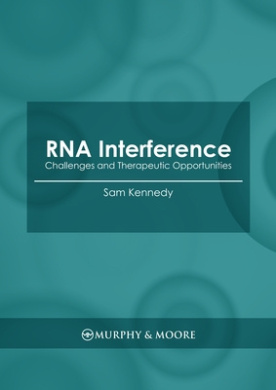 RNA Interference
Challenges and Therapeutic Opportunities
Sam Kennedy
MURPHY & MOORE